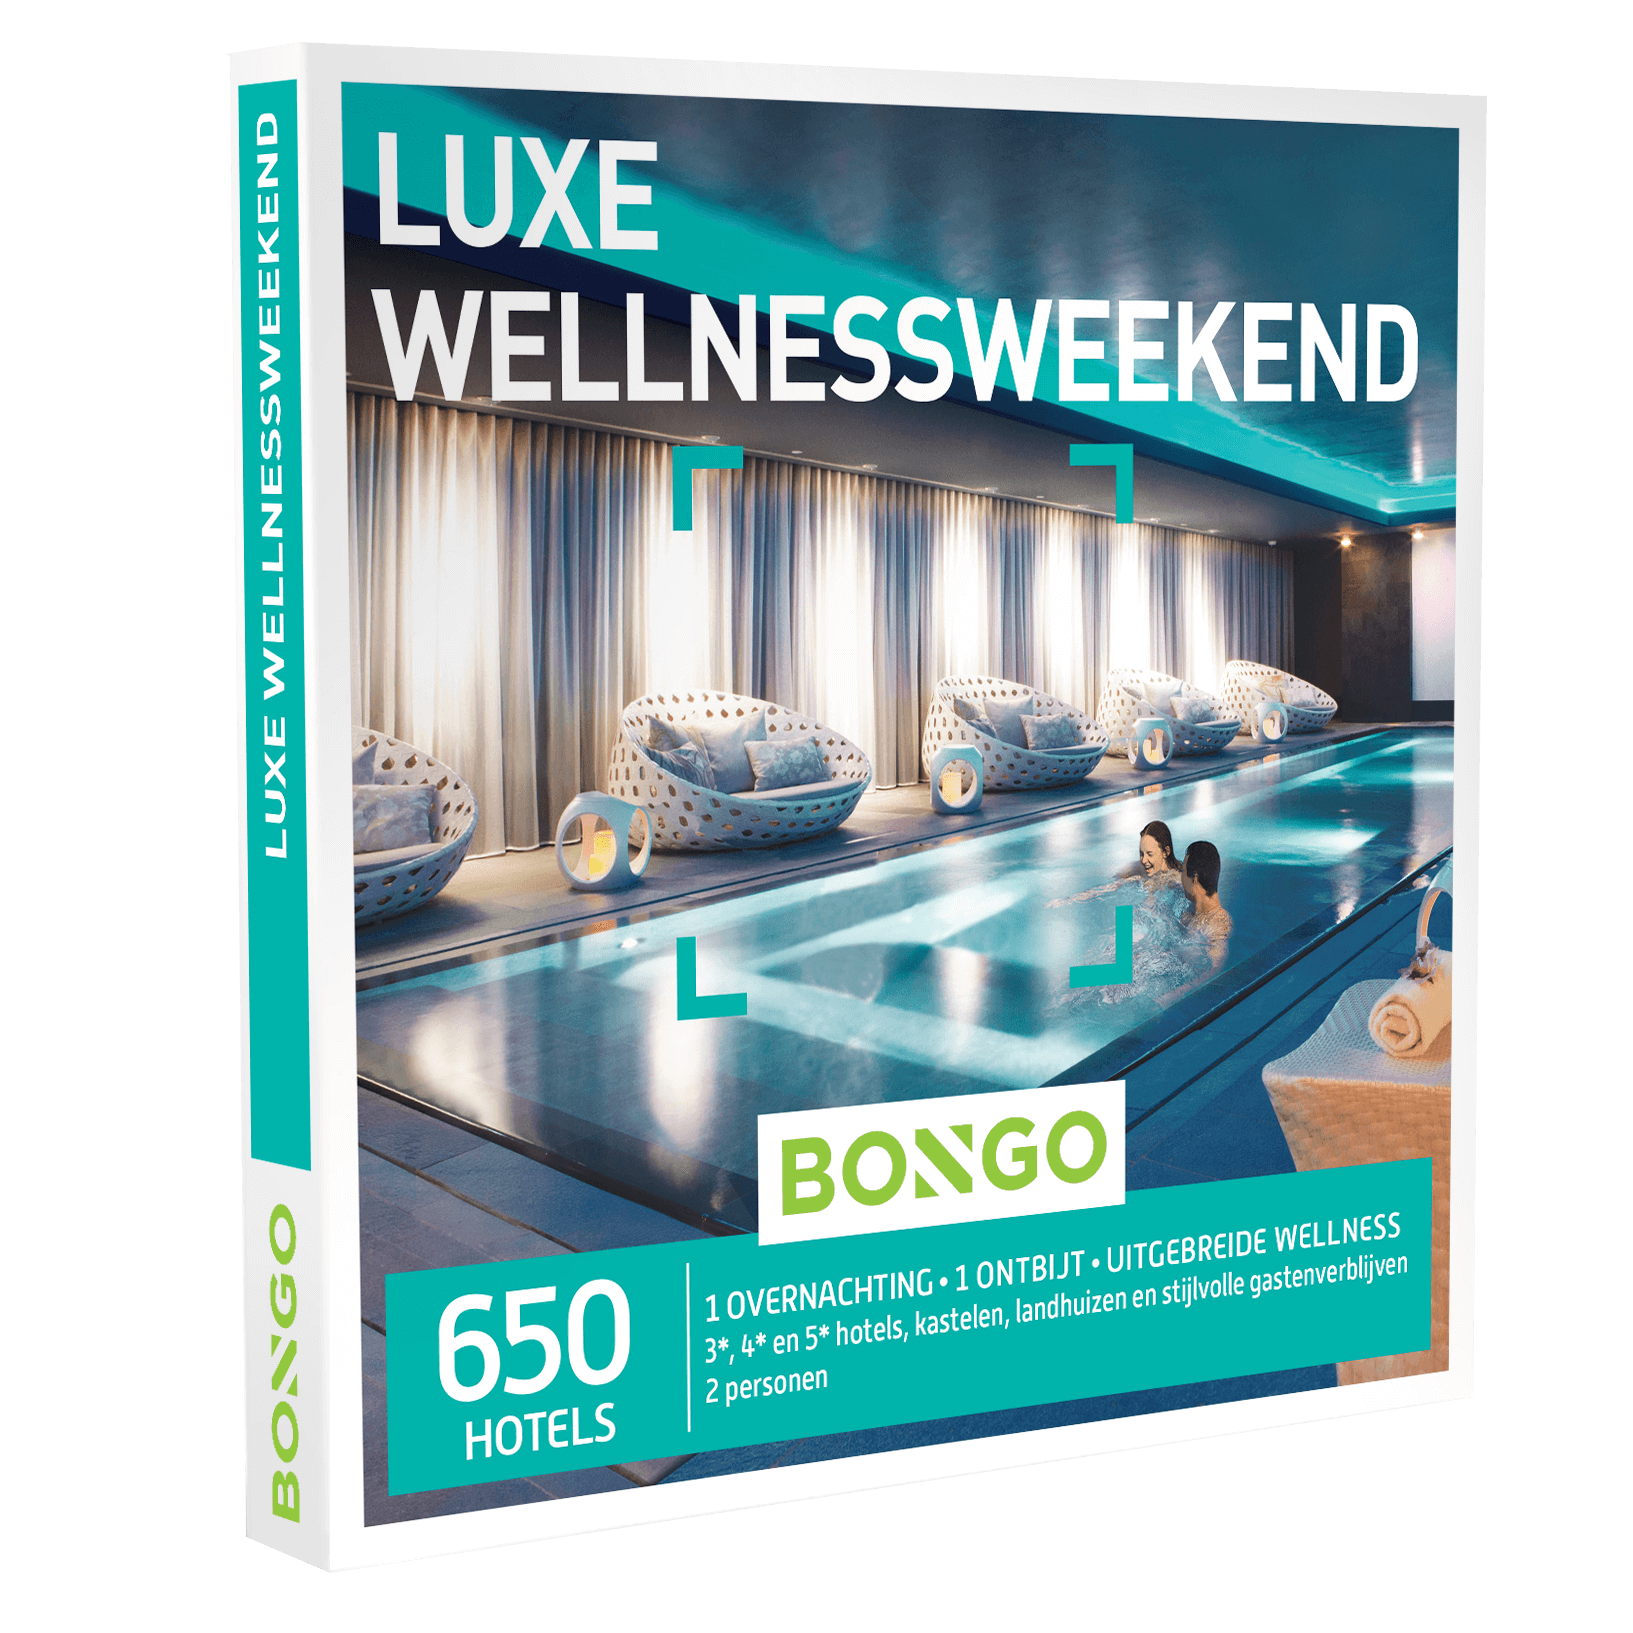 LUXE
WELLNESSWEEKEND
BONGO
650
HOTELS
1 OVERNACHTING • 1 ONTBIJT • UITGEBREIDE WELLNESS
3*, 4* en 5* hotels, kastelen, landhuizen en stijlvolle gastenverblijven
2 personen
LUXE WELLNESSWEEKEND
BONGO